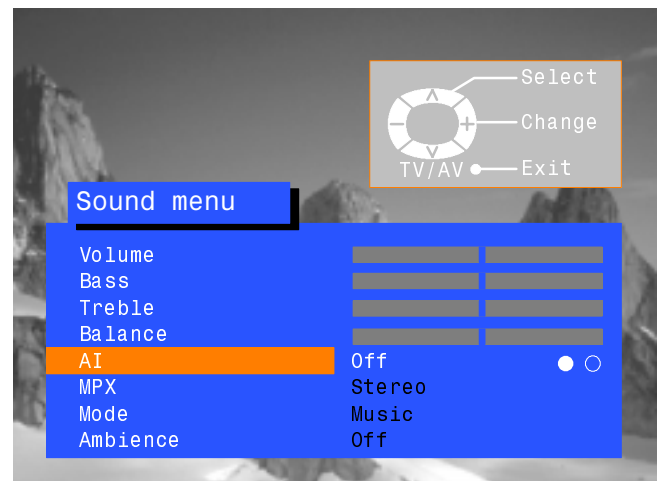 Select
Change
TV/AV Exit
Sound menu
Volume
Bass
Treble
Balance
AI Off
MPX Stereo
Mode Music
Ambience Off